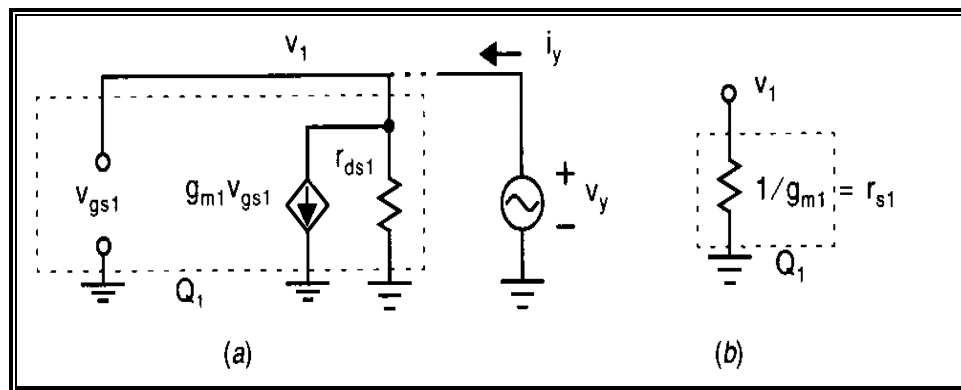 v1
iy
vgs1
gm1vgs1
rds1
+
vy
−
Q1
(a)
v1
1/gm1 = rs1
Q1
(b)